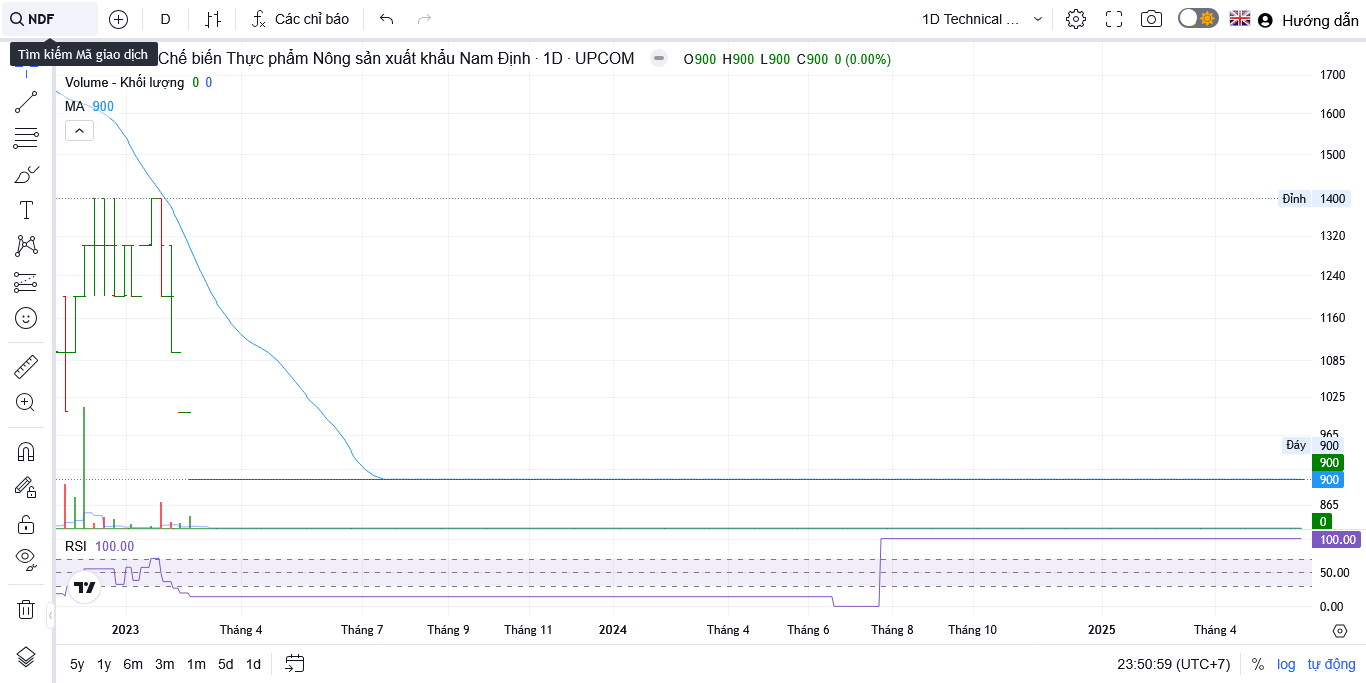 NDF
D
Các chỉ báo
1D Technical ...
Hướng dẫn
Tìm kiếm Mã giao dịch
Chế biến Thực phẩm Nông sản xuất khẩu Nam Định · 1D · UPCOM
O900 H900 L900 C900 0 (0.00%)
Volume - Khối lượng 0 0
MA 900
1700
1600
1500
Đỉnh 1400
1320
1240
1160
1085
1025
965
Đáy 900
900
900
865
0
RSI 100.00
100.00
50.00
0.00
2023 Tháng 4 Tháng 7 Tháng 9 Tháng 11 2024 Tháng 4 Tháng 6 Tháng 8 Tháng 10 2025 Tháng 4
5y 1y 6m 3m 1m 5d 1d
23:50:59 (UTC+7) % log tự động